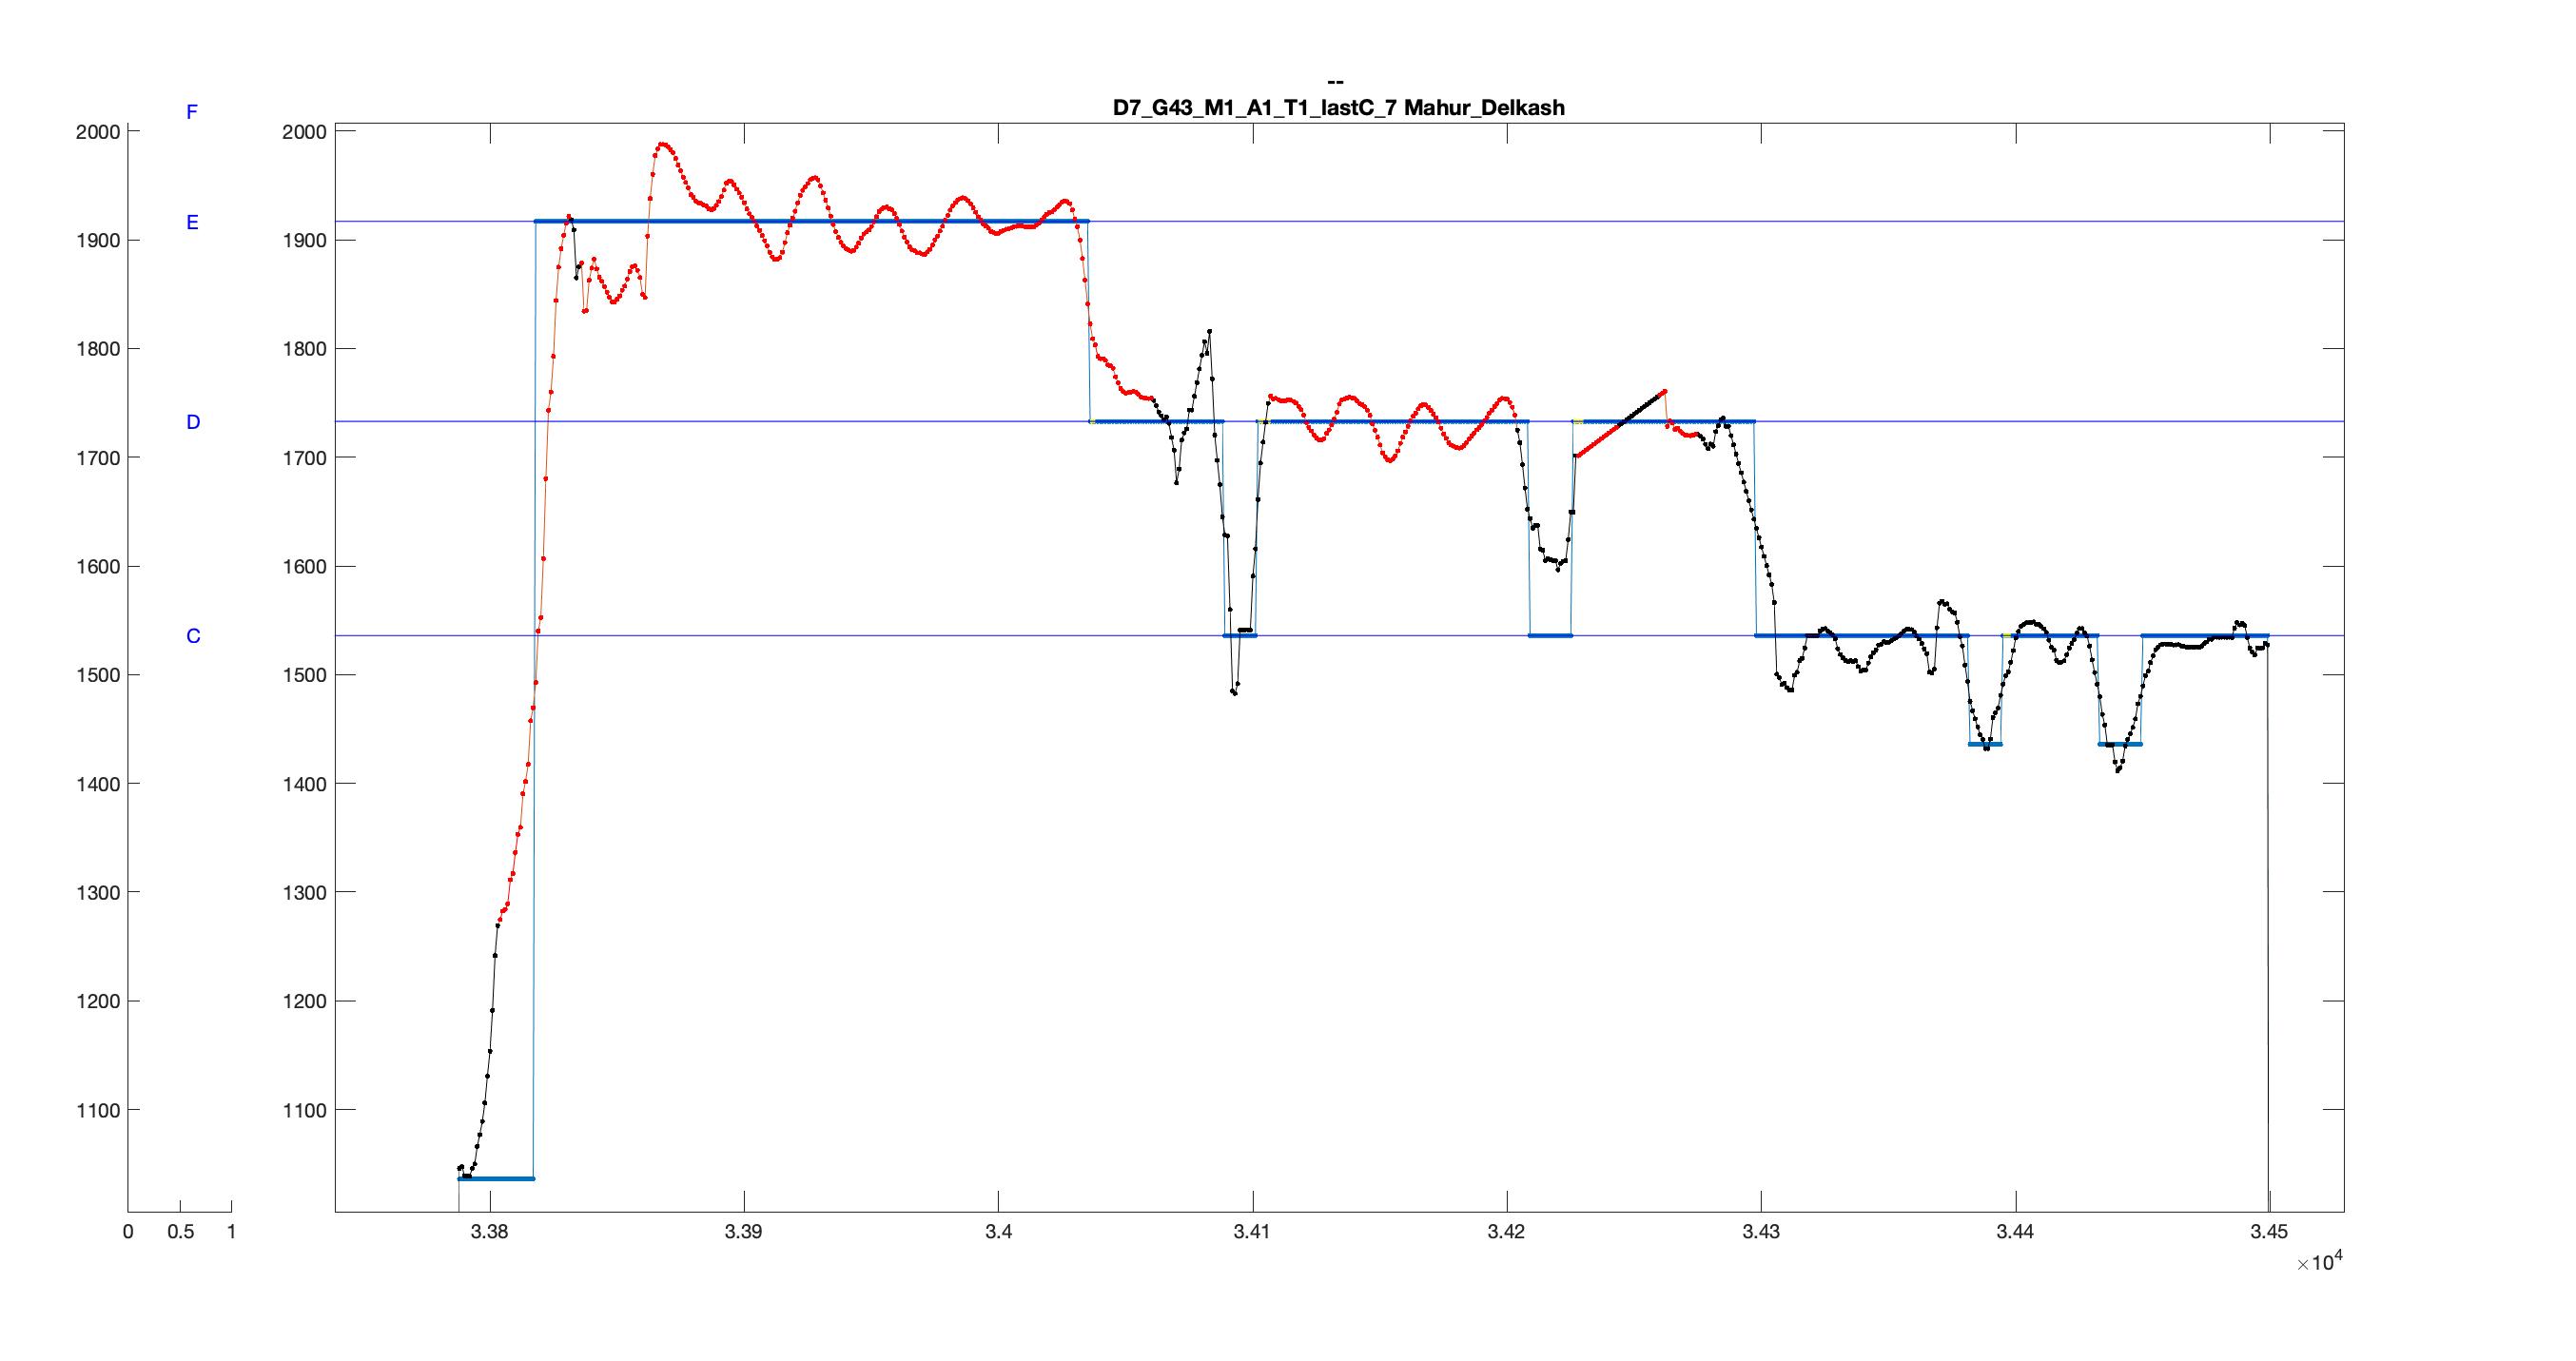 --
D7_G43_M1_A1_T1_lastC_7 Mahur_Delkash
F
2000 2000
E
1900 1900
1800 1800
D
1700 1700
1600 1600
C
1500 1500
1400 1400
1300 1300
1200 1200
1100 1100
0 0.5 1 3.38 3.39 3.4 3.41 3.42 3.43 3.44 3.45
×10⁴